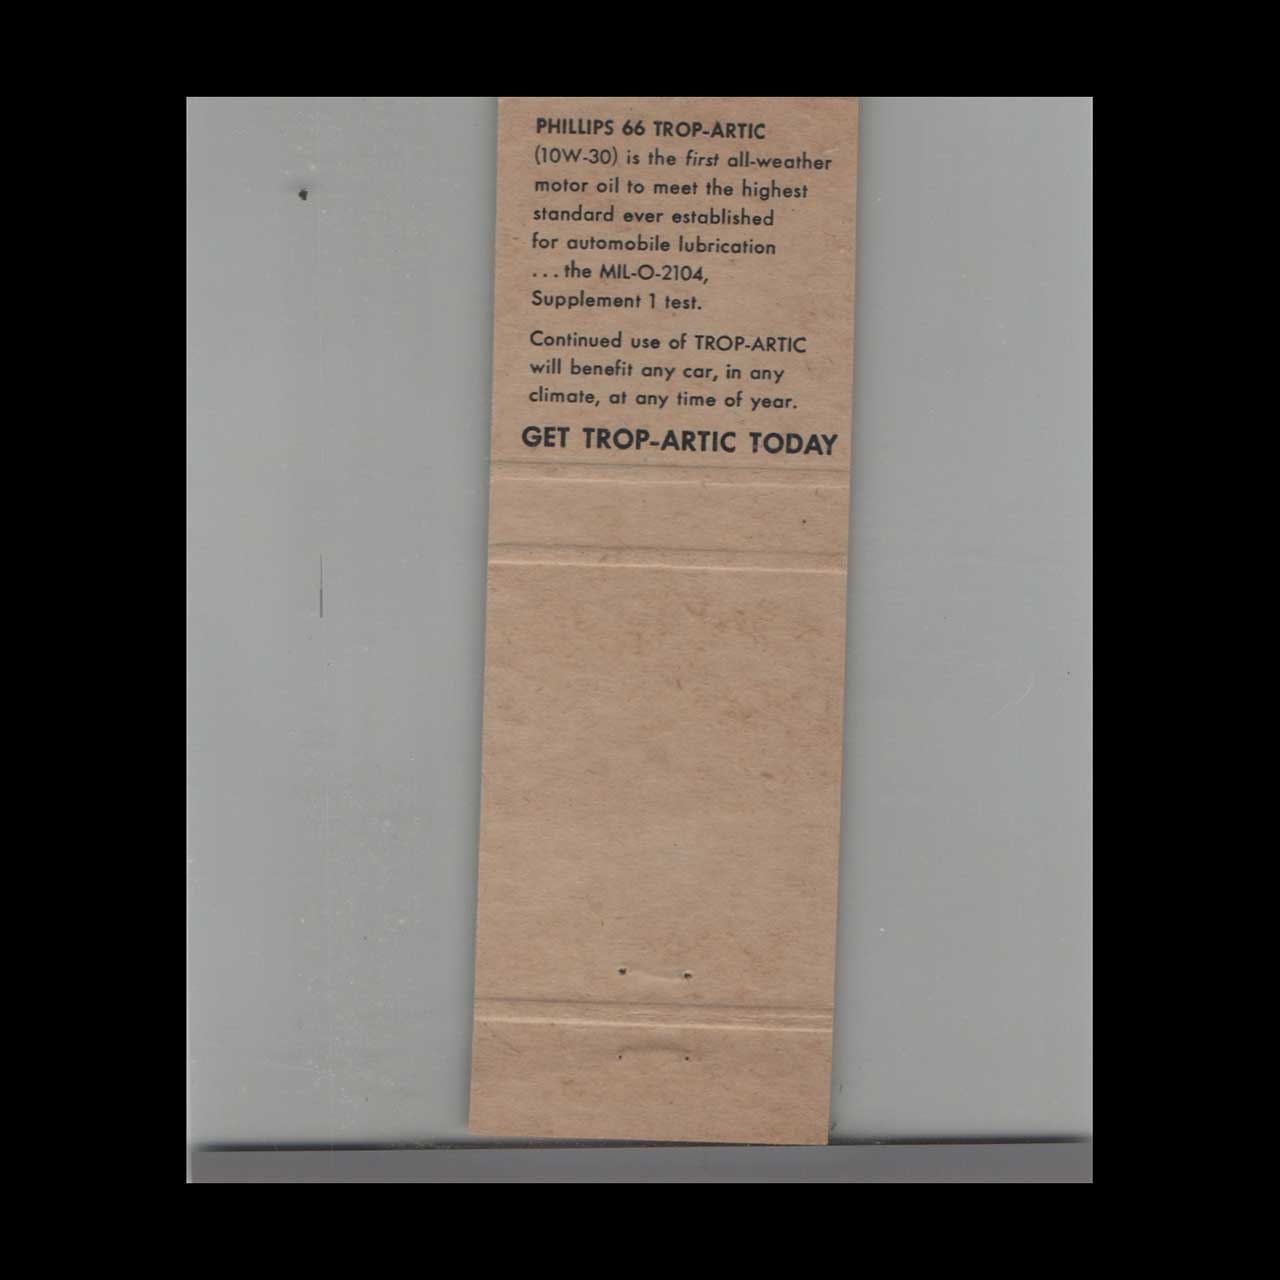 PHILLIPS 66 TROP-ARTIC
(10W-30) is the first all-weather
motor oil to meet the highest
standard ever established
for automobile lubrication
...the MIL-O-2104,
Supplement 1 test.
Continued use of TROP-ARTIC
will benefit any car, in any
climate, at any time of year.
GET TROP-ARTIC TODAY